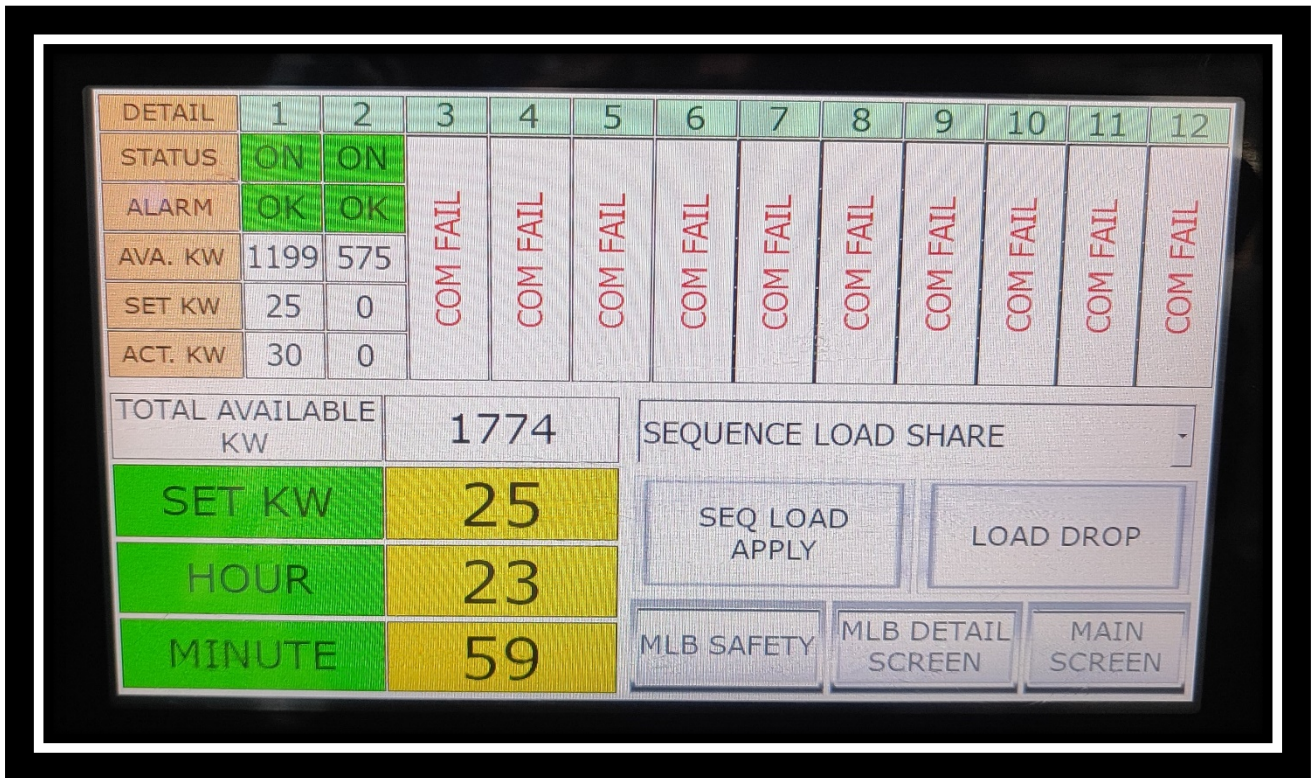 DETAIL 1 2 3 4 5 6 7 8 9 10 11 12
STATUS ON ON
ALARM OK OK
AVA. KW 1199 575
SET KW 25 0
ACT. KW 30 0
COM FAIL COM FAIL COM FAIL COM FAIL COM FAIL COM FAIL COM FAIL COM FAIL COM FAIL COM FAIL
TOTAL AVAILABLE
KW
1774
SEQUENCE LOAD SHARE
SET KW 25
HOUR 23
MINUTE 59
SEQ LOAD
APPLY
LOAD DROP
MLB SAFETY
MLB DETAIL
SCREEN
MAIN
SCREEN